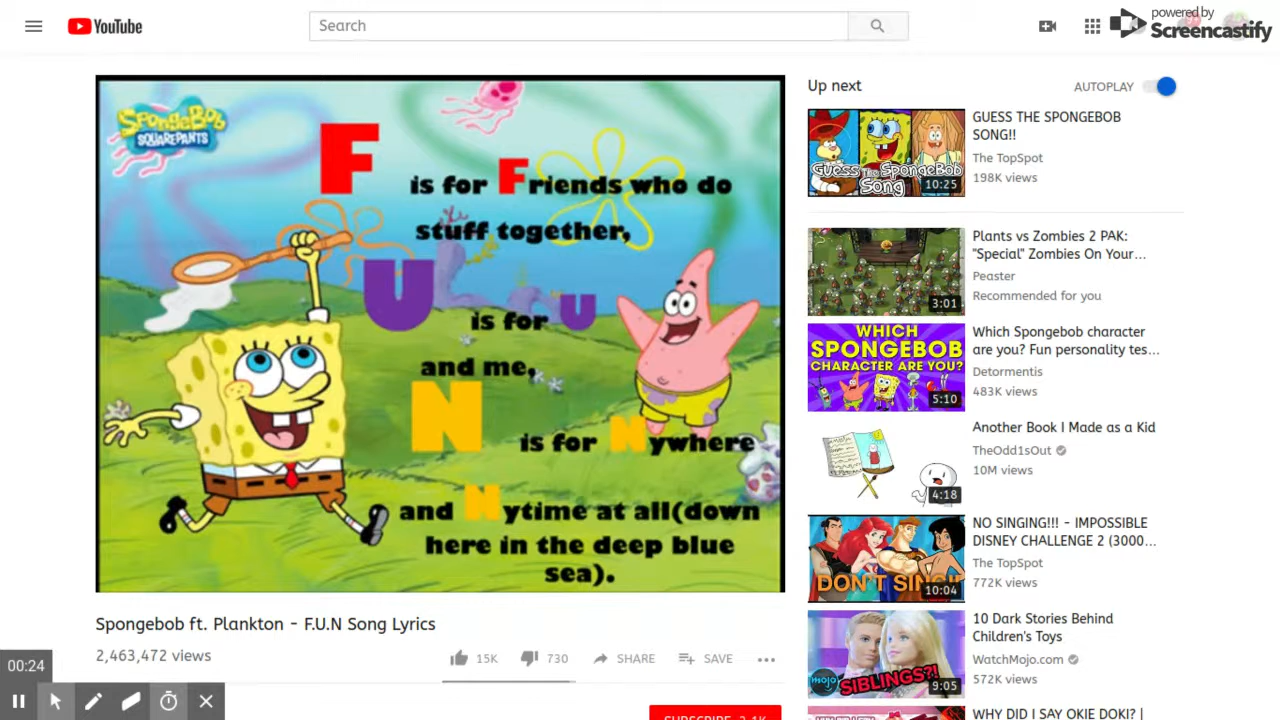 YouTube
Search
powered by
Screencastify
SPONGEBOB
SQUAREPANTS
F is for Friends who do
stuff together,
U is for U
and me,
N is for Nywhere
and Nytime at all(down
here in the deep blue
sea).
Spongebob ft. Plankton - F.U.N Song Lyrics
2,463,472 views
15K
730
SHARE
SAVE
00:24
SUBSCRIBE 2.1K
Up next
AUTOPLAY
GUESS THE SPONGEBOB
SONG
10:25
GUESS THE SPONGEBOB
SONG!!
The TopSpot
198K views
3:01
Plants vs Zombies 2 PAK:
"Special" Zombies On Your...
Peaster
Recommended for you
WHICH
SPONGEBOB
CHARACTER ARE YOU?
5:10
Which Spongebob character
are you? Fun personality tes...
Detormentis
483K views
4:18
Another Book I Made as a Kid
TheOdd1sOut
10M views
DON'T SING!!
10:04
NO SINGING!!! - IMPOSSIBLE
DISNEY CHALLENGE 2 (3000...
The TopSpot
772K views
mojo
SIBLINGS?!
9:05
10 Dark Stories Behind
Children's Toys
WatchMojo.com
572K views
WHY DID I SAY OKIE DOKI? |